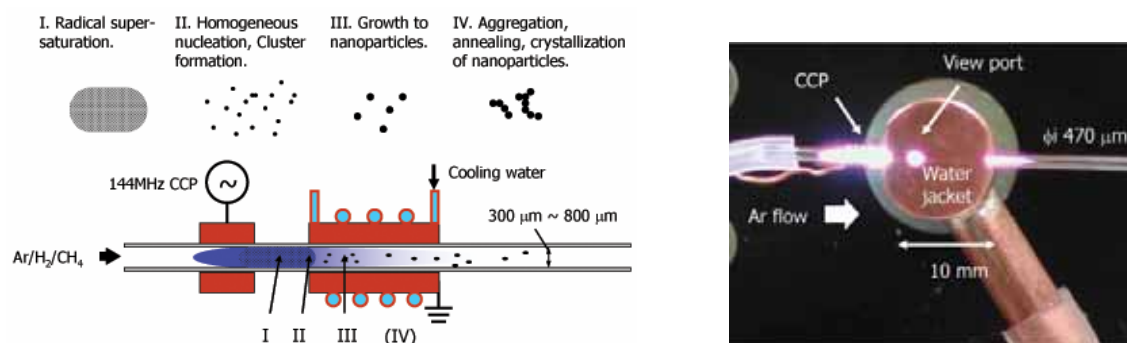 I. Radical super-
saturation.
II. Homogeneous
nucleation, Cluster
formation.
III. Growth to
nanoparticles.
IV. Aggregation,
annealing, crystallization
of nanoparticles.
144MHz CCP
~
Cooling water
300 μm ~ 800 μm
Ar/H₂/CH₄
I
II
III
(IV)
View port
CCP
ϕi 470 μm
Water
jacket
Ar flow
10 mm